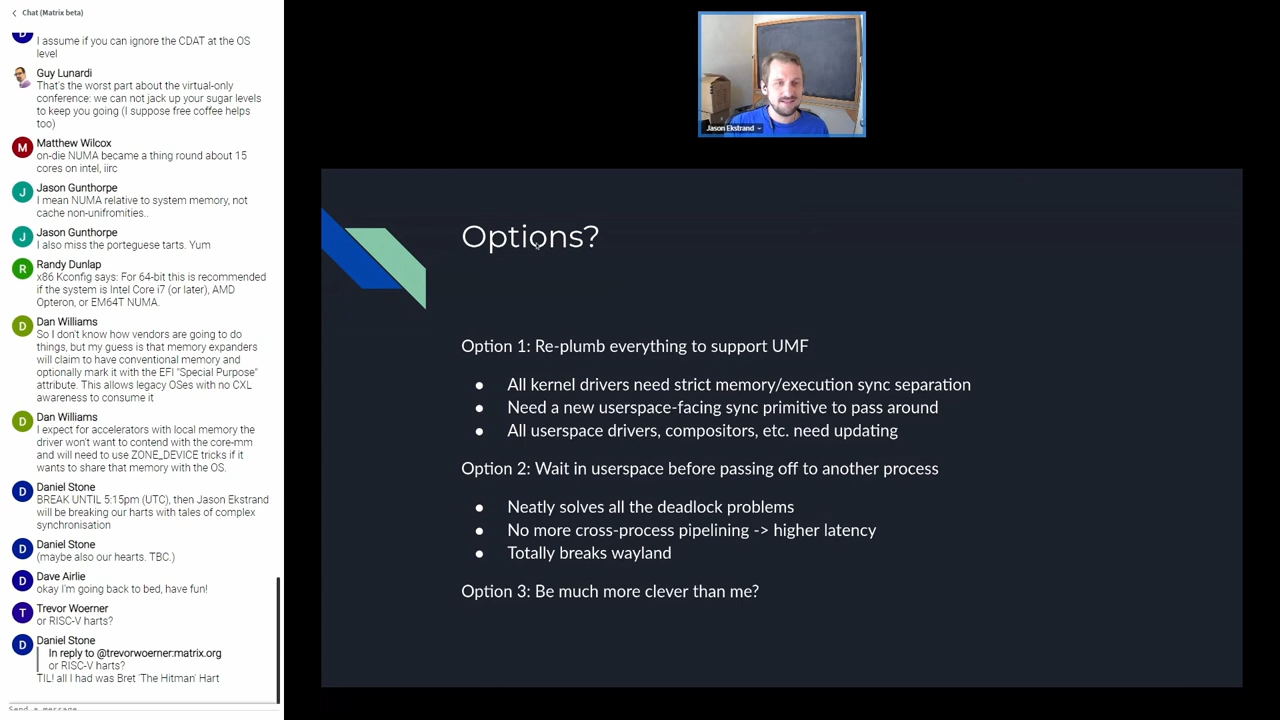 Chat (Matrix beta)
D
I assume if you can ignore the CDAT at the OS
level
Guy Lunardi
That's the worst part about the virtual-only
conference: we can not jack up your sugar levels
to keep you going (I suppose free coffee helps
too)
M
Matthew Wilcox
on-die NUMA became a thing round about 15
cores on intel, iirc
J
Jason Gunthorpe
I mean NUMA relative to system memory, not
cache non-unifromities..
J
Jason Gunthorpe
I also miss the porteguese tarts. Yum
R
Randy Dunlap
x86 Kconfig says: For 64-bit this is recommended
if the system is Intel Core i7 (or later), AMD
Opteron, or EM64T NUMA.
D
Dan Williams
So I don't know how vendors are going to do
things, but my guess is that memory expanders
will claim to have conventional memory and
optionally mark it with the EFI "Special Purpose"
attribute. This allows legacy OSes with no CXL
awareness to consume it
D
Dan Williams
I expect for accelerators with local memory the
driver won't want to contend with the core-mm
and will need to use ZONE_DEVICE tricks if it
wants to share that memory with the OS.
D
Daniel Stone
BREAK UNTIL 5:15pm (UTC), then Jason Ekstrand
will be breaking our harts with tales of complex
synchronisation
D
Daniel Stone
(maybe also our hearts. TBC.)
D
Dave Airlie
okay I'm going back to bed, have fun!
T
Trevor Woerner
or RISC-V harts?
D
Daniel Stone
In reply to @trevorwoerner:matrix.org
or RISC-V harts?
TIL! all I had was Bret 'The Hitman' Hart
Send a message
Jason Ekstrand
Options?
Option 1: Re-plumb everything to support UMF
● All kernel drivers need strict memory/execution sync separation
● Need a new userspace-facing sync primitive to pass around
● All userspace drivers, compositors, etc. need updating
Option 2: Wait in userspace before passing off to another process
● Neatly solves all the deadlock problems
● No more cross-process pipelining -> higher latency
● Totally breaks wayland
Option 3: Be much more clever than me?